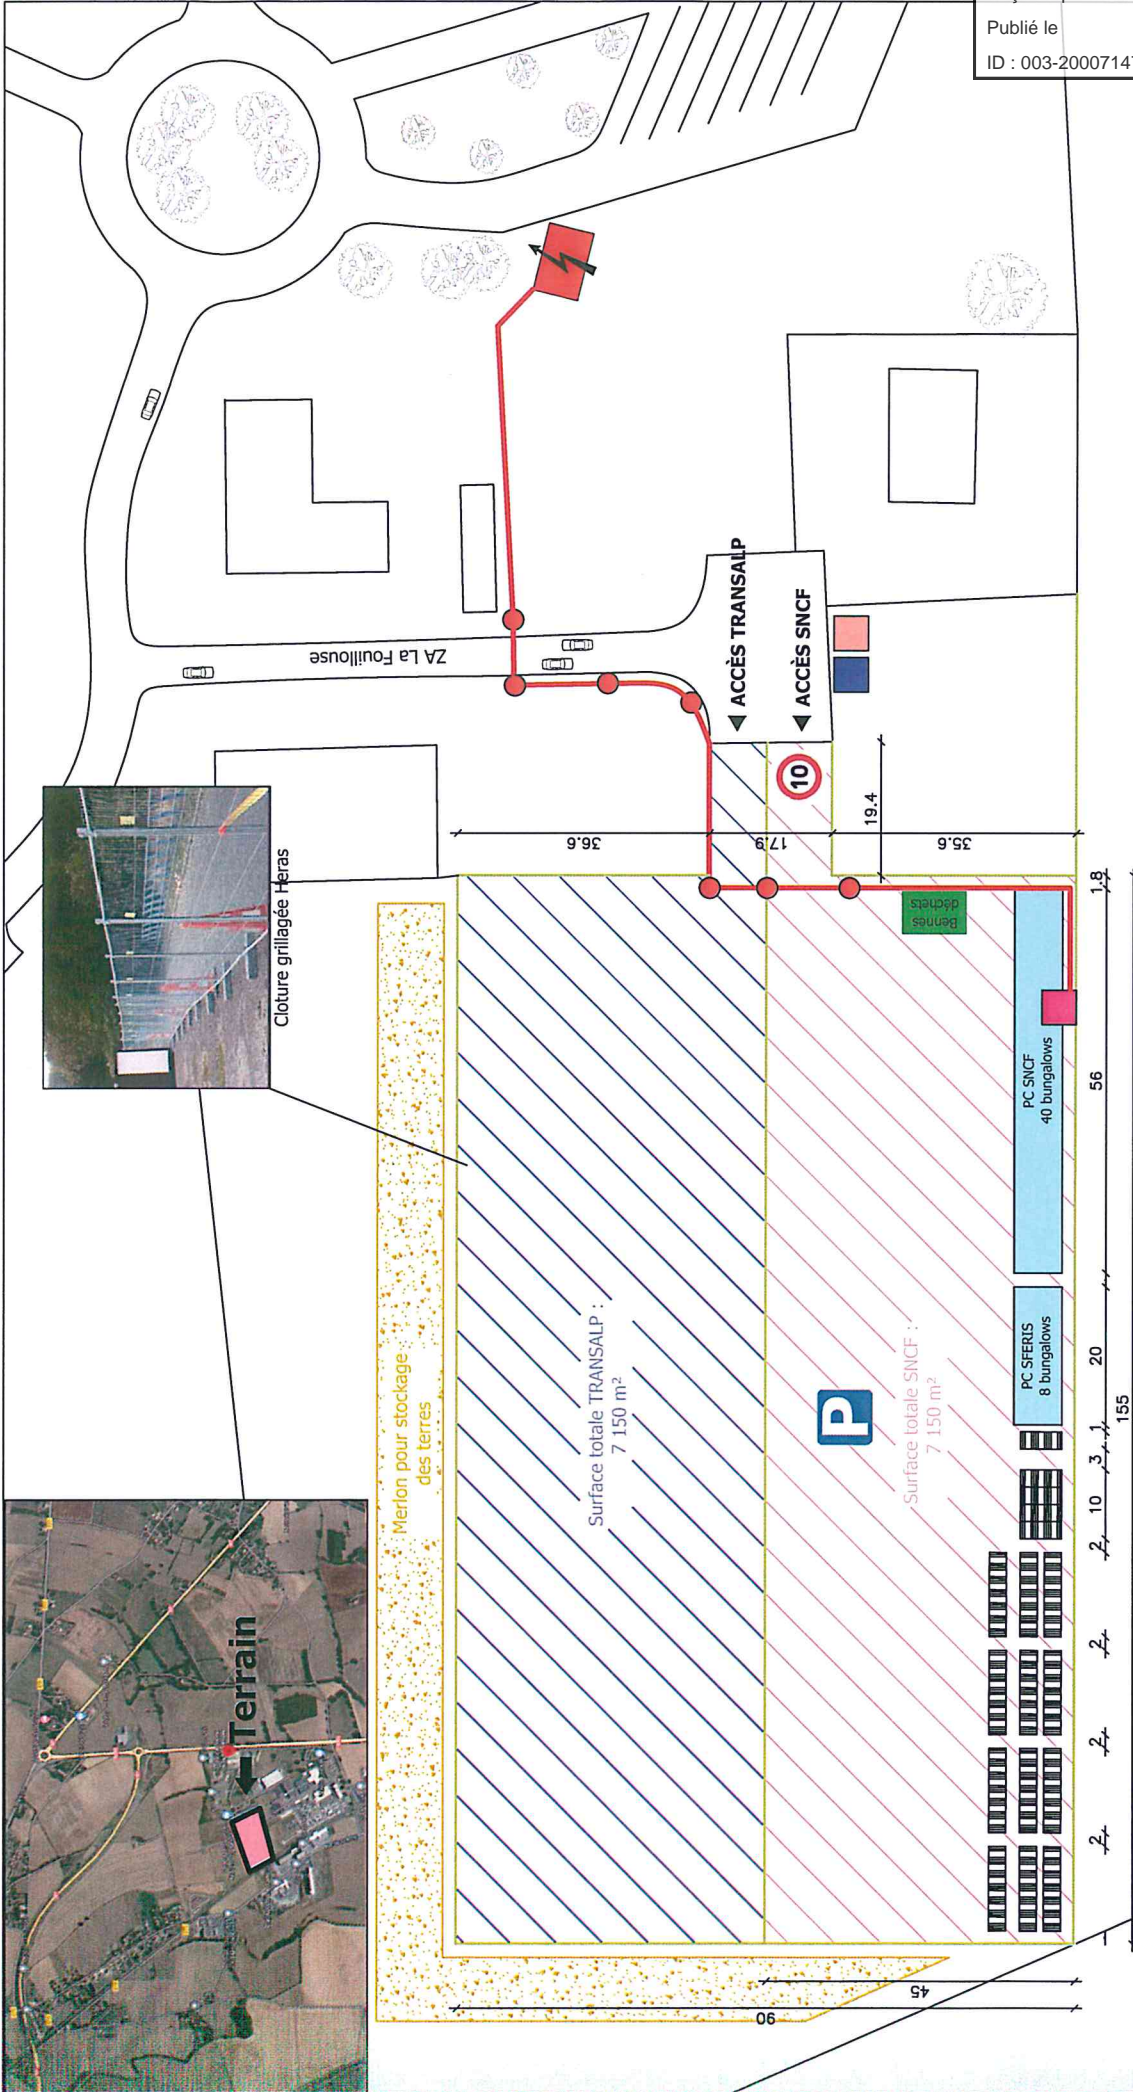 Publié le
ID : 003-20007147
ZA La Fouillouse
ACCÈS TRANSALP
ACCÈS SNCF
10
Cloture grillagée Heras
Terrain
Merlon pour stockage
des terres
Surface totale TRANSALP :
7 150 m²
Surface totale SNCF :
7 150 m²
P
Bennes
déchets
PC SNCF
40 bungalows
PC SFERIS
8 bungalows
36.6
17.9
35.6
19.4
1.8
56
20
1
3
10
2
2
2
2
155
45
90